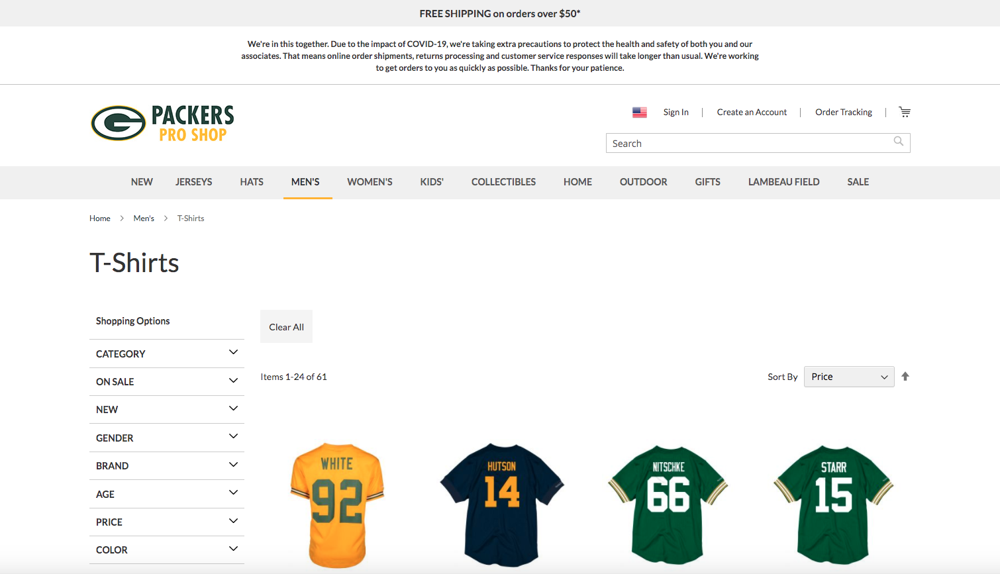 FREE SHIPPING on orders over $50*
We're in this together. Due to the impact of COVID-19, we're taking extra precautions to protect the health and safety of both you and our
associates. That means online order shipments, returns processing and customer service responses will take longer than usual. We're working
to get orders to you as quickly as possible. Thanks for your patience.
G PACKERS
PRO SHOP
Sign In | Create an Account | Order Tracking |
Search
NEW JERSEYS HATS MEN'S WOMEN'S KIDS' COLLECTIBLES HOME OUTDOOR GIFTS LAMBEAU FIELD SALE
Home > Men's > T-Shirts
T-Shirts
Shopping Options
CATEGORY
ON SALE
NEW
GENDER
BRAND
AGE
PRICE
COLOR
Clear All
Items 1-24 of 61
Sort By Price
WHITE
92
HUTSON
14
NITSCHKE
66
STARR
15